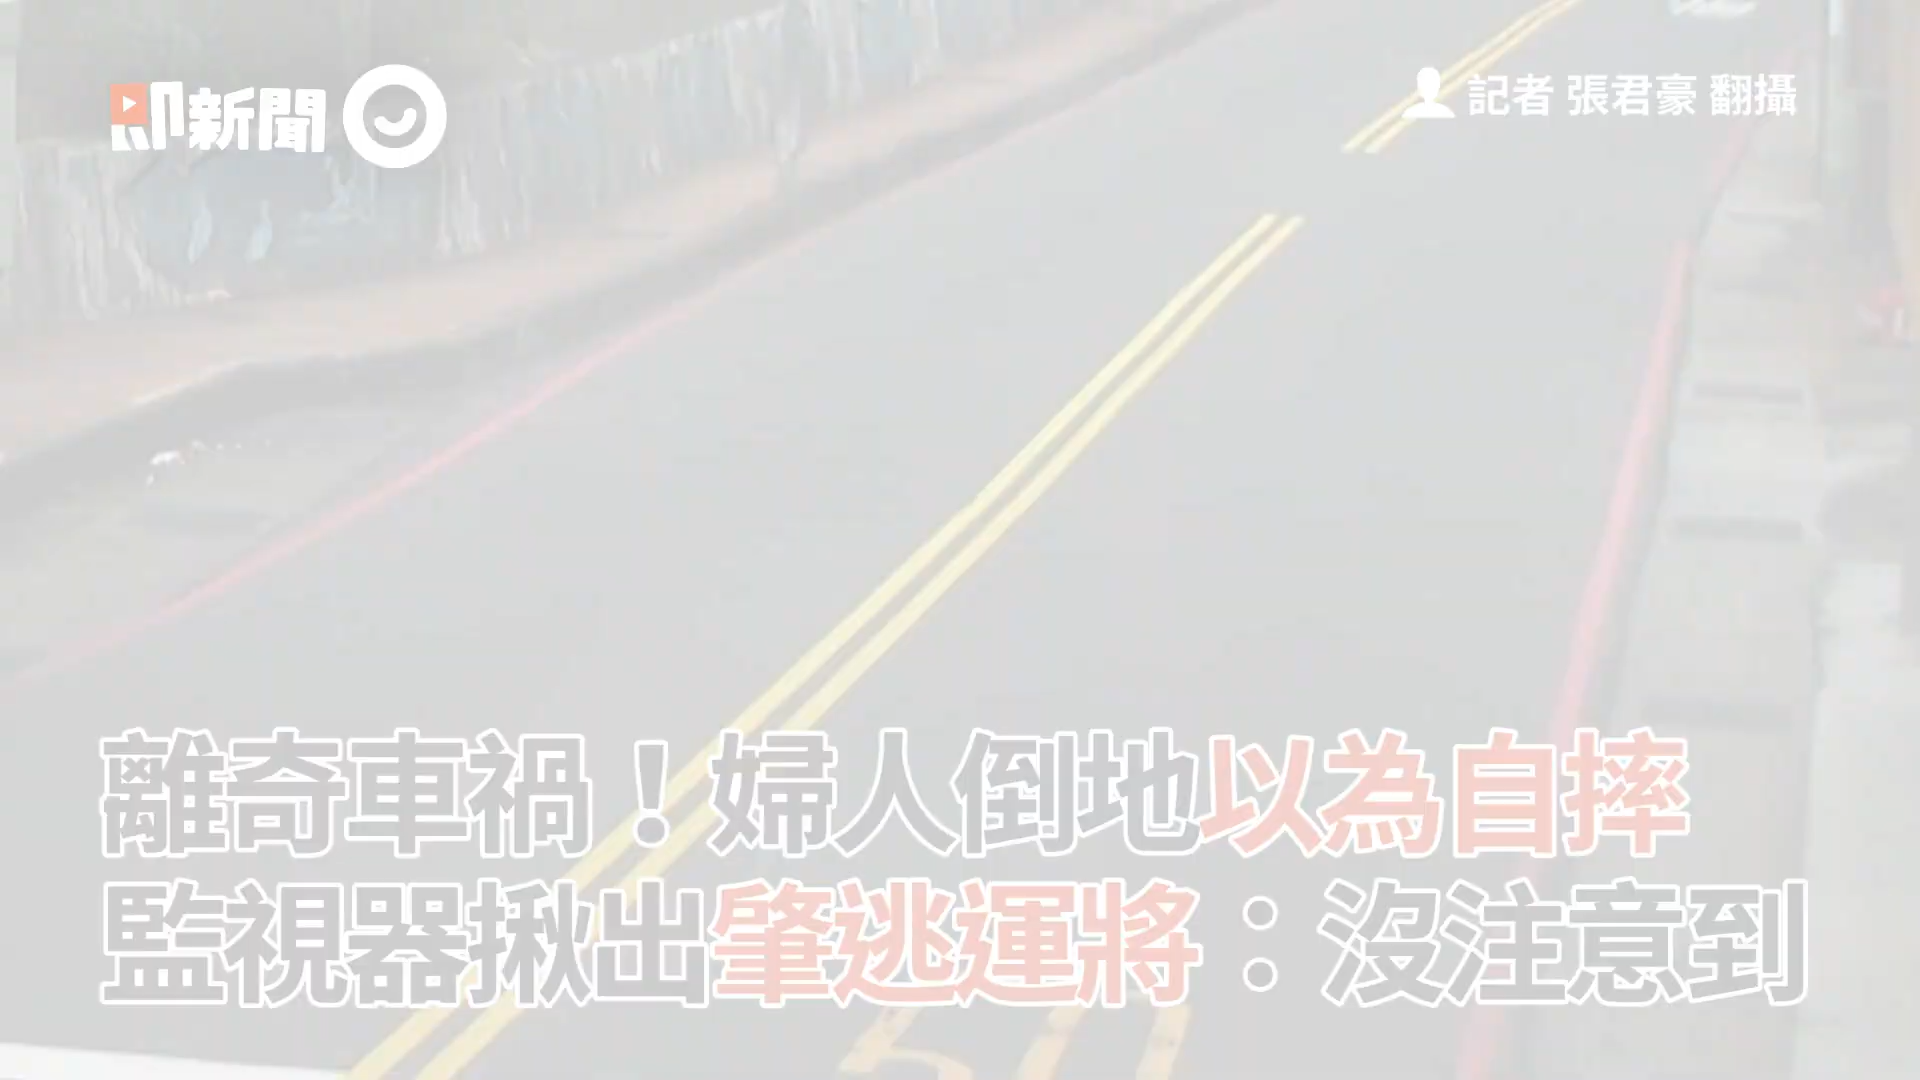 即新聞
記者 張君豪 翻攝
離奇車禍！婦人倒地以為自摔
監視器揪出肇逃運將：沒注意到
50